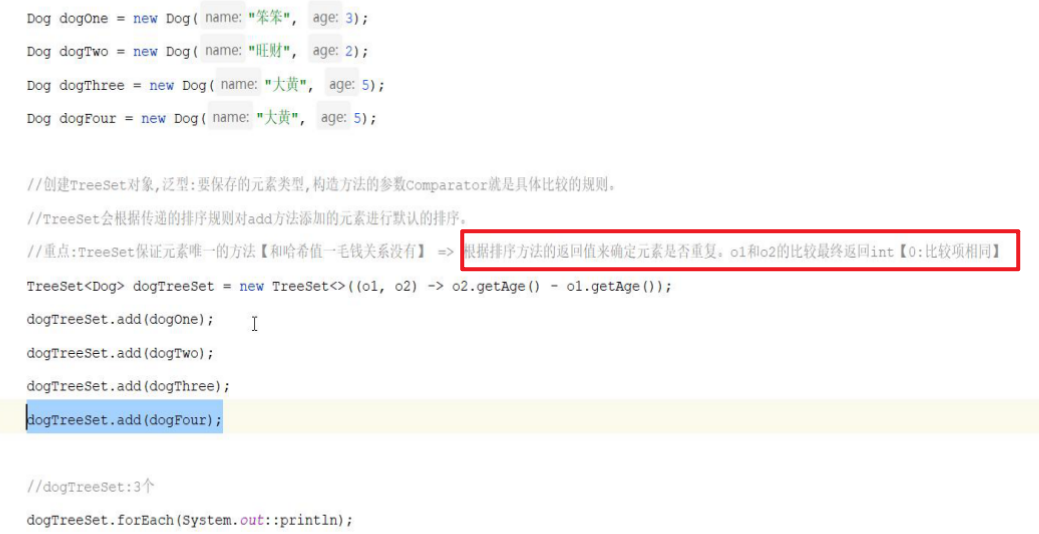 Dog dogOne = new Dog( name: "笨笨", age: 3);
Dog dogTwo = new Dog( name: "旺财", age: 2);
Dog dogThree = new Dog( name: "大黄", age: 5);
Dog dogFour = new Dog( name: "大黄", age: 5);
//创建TreeSet对象,泛型:要保存的元素类型,构造方法的参数Comparator就是具体比较的规则。
//TreeSet会根据传递的排序规则对add方法添加的元素进行默认的排序。
//重点:TreeSet保证元素唯一的方法【和哈希值一毛钱关系没有】 => 根据排序方法的返回值来确定元素是否重复。o1和o2的比较最终返回int【0:比较项相同】
TreeSet<Dog> dogTreeSet = new TreeSet<>((o1, o2) -> o2.getAge() - o1.getAge());
dogTreeSet.add(dogOne);
dogTreeSet.add(dogTwo);
dogTreeSet.add(dogThree);
dogTreeSet.add(dogFour);
//dogTreeSet:3个
dogTreeSet.forEach(System.out::println);